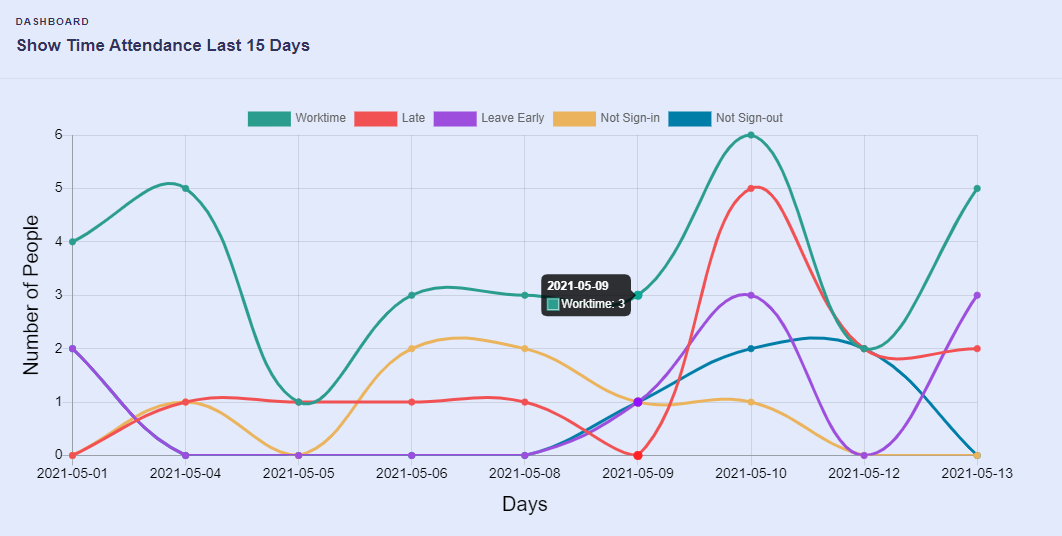 DASHBOARD
Show Time Attendance Last 15 Days
Worktime Late Leave Early Not Sign-in Not Sign-out
6
5
4
3
2
1
0
Number of People
2021-05-09
Worktime: 3
2021-05-01 2021-05-04 2021-05-05 2021-05-06 2021-05-08 2021-05-09 2021-05-10 2021-05-12 2021-05-13
Days